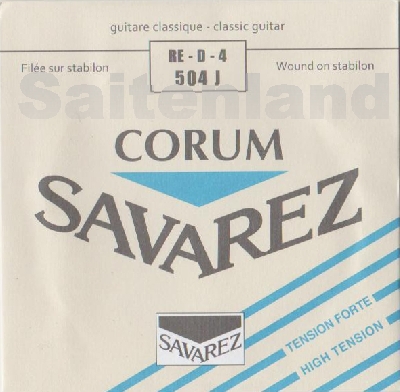 guitare classique - classic guitar
RE - D - 4
504 J
Filée sur stabilon
Wound on stabilon
Saitenland
CORUM
SAVAREZ
SAVAREZ
TENSION FORTE
HIGH TENSION